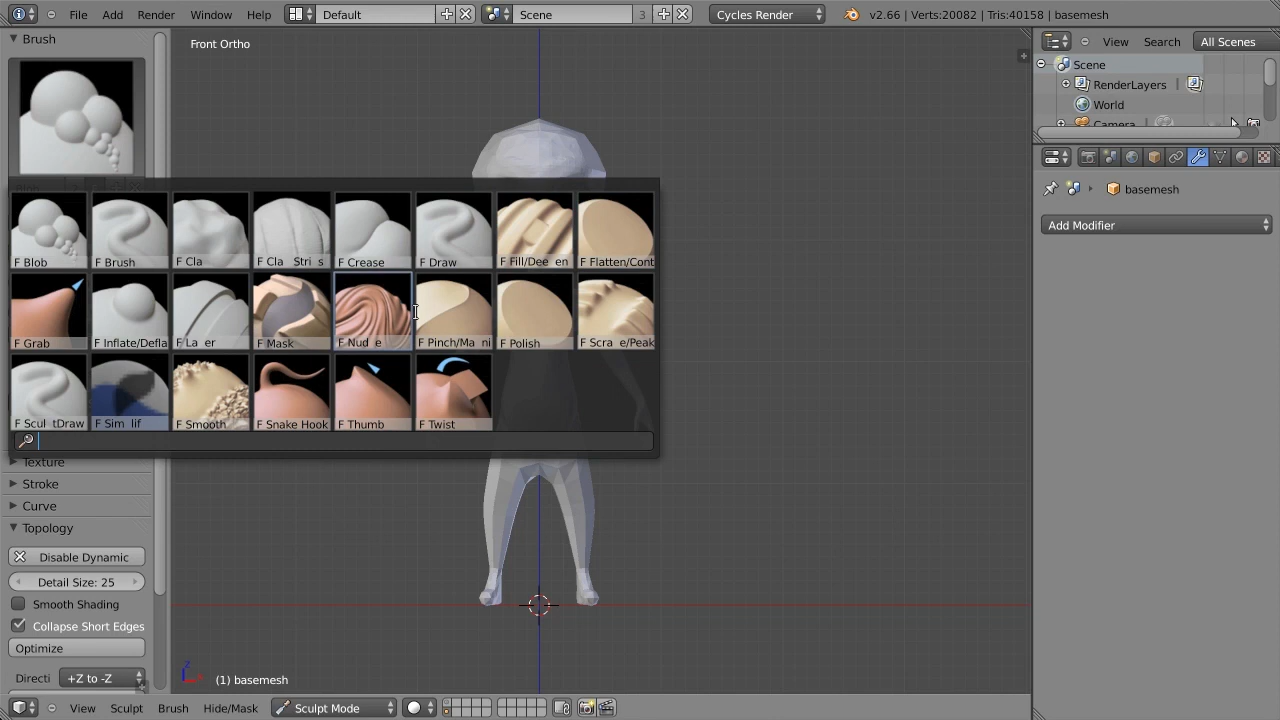 File Add Render Window Help Default Scene 3 Cycles Render v2.66 | Verts:20082 | Tris:40158 | basemesh
Brush
Front Ortho
View Search All Scenes
Scene
RenderLayers
World
Camera
basemesh
Add Modifier
F Blob F Brush F Cla F Cla Stri s F Crease F Draw F Fill/Dee en F Flatten/Cont
F Grab F Inflate/Defla F La er F Mask F Nud e F Pinch/Ma ni F Polish F Scra e/Peak
F Scul tDraw F Sim lif F Smooth F Snake Hook F Thumb F Twist
Texture
Stroke
Curve
Topology
Disable Dynamic
Detail Size: 25
Smooth Shading
Collapse Short Edges
Optimize
Directi +Z to -Z
z
(1) basemesh
View Sculpt Brush Hide/Mask Sculpt Mode